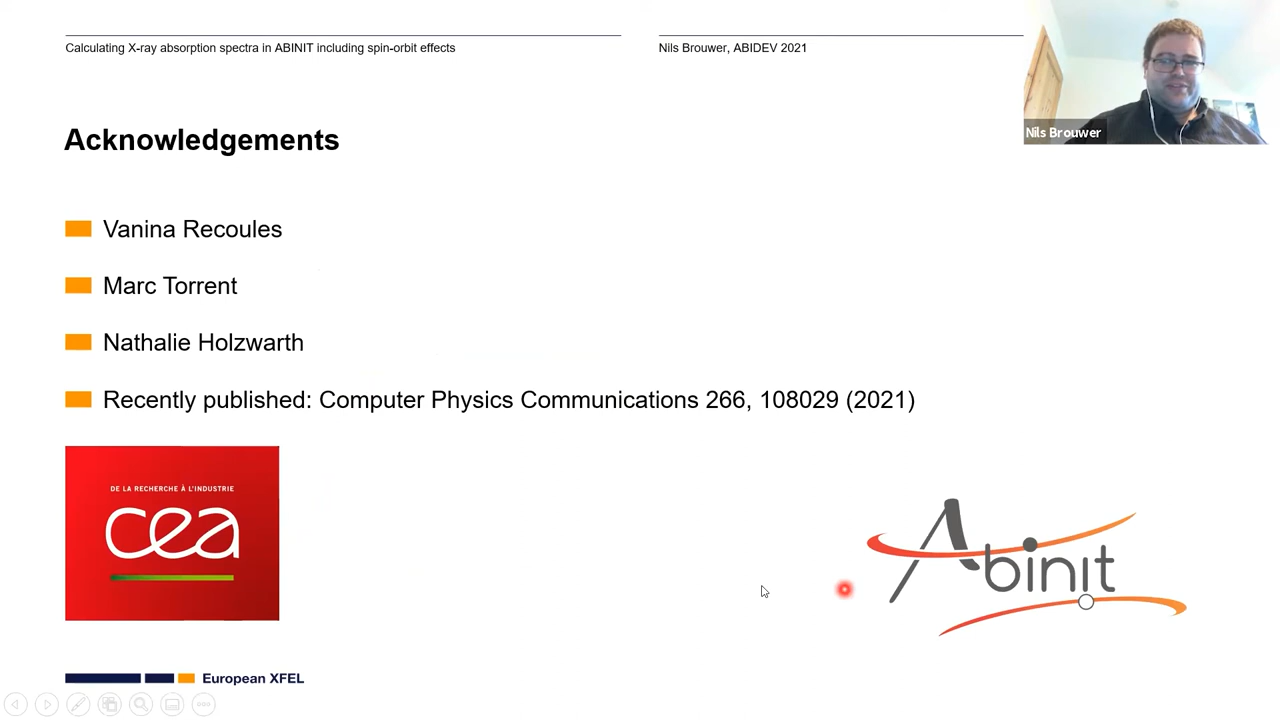 Calculating X-ray absorption spectra in ABINIT including spin-orbit effects
Nils Brouwer, ABIDEV 2021
Nils Brouwer
Acknowledgements
Vanina Recoules
Marc Torrent
Nathalie Holzwarth
Recently published: Computer Physics Communications 266, 108029 (2021)
DE LA RECHERCHE À L'INDUSTRIE
cea
Abinit
European XFEL